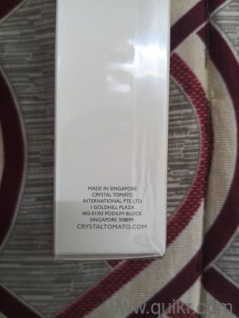 MADE IN SINGAPORE
CRYSTAL TOMATO
INTERNATIONAL PTE LTD
1 GOLDHILL PLAZA
#02-01/03 PODIUM BLOCK
SINGAPORE 308899
CRYSTALTOMATO.COM
www.quikr.com